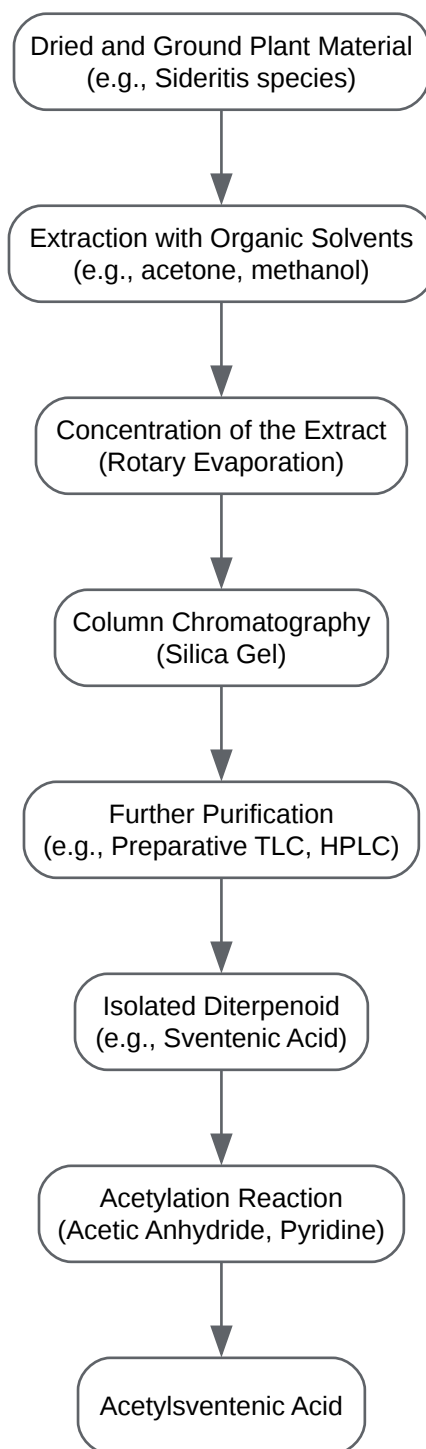 Dried and Ground Plant Material
(e.g., Sideritis species)
Extraction with Organic Solvents
(e.g., acetone, methanol)
Concentration of the Extract
(Rotary Evaporation)
Column Chromatography
(Silica Gel)
Further Purification
(e.g., Preparative TLC, HPLC)
Isolated Diterpenoid
(e.g., Sventenic Acid)
Acetylation Reaction
(Acetic Anhydride, Pyridine)
Acetylsventenic Acid